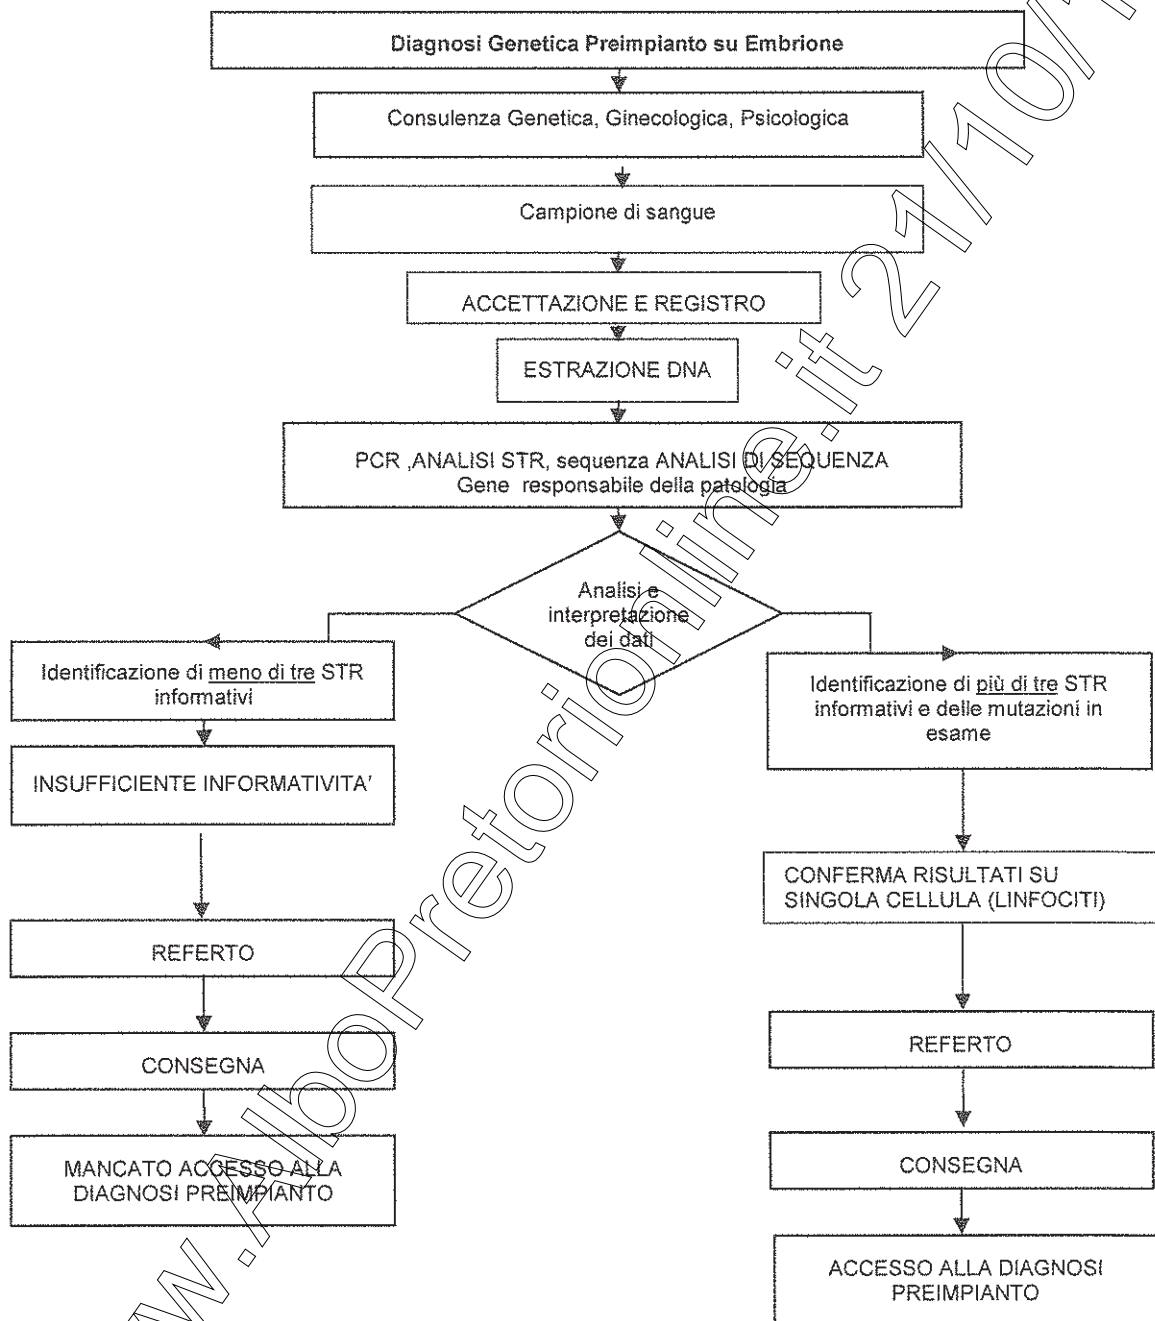 Diagnosi Genetica Preimpianto su Embrione
Consulenza Genetica, Ginecologica, Psicologica
Campione di sangue
ACCETTAZIONE E REGISTRO
ESTRAZIONE DNA
PCR ,ANALISI STR, sequenza ANALISI DI SEQUENZA
Gene responsabile della patologia
Analisi e
interpretazione
dei dati
Identificazione di meno di tre STR
informativi
INSUFFICIENTE INFORMATIVITA'
REFERTO
CONSEGNA
MANCATO ACCESSO ALLA
DIAGNOSI PREIMPIANTO
Identificazione di più di tre STR
informativi e delle mutazioni in
esame
CONFERMA RISULTATI SU
SINGOLA CELLULA (LINFOCITI)
REFERTO
CONSEGNA
ACCESSO ALLA DIAGNOSI
PREIMPIANTO
w.AlboPretorionline.it 21/10/1